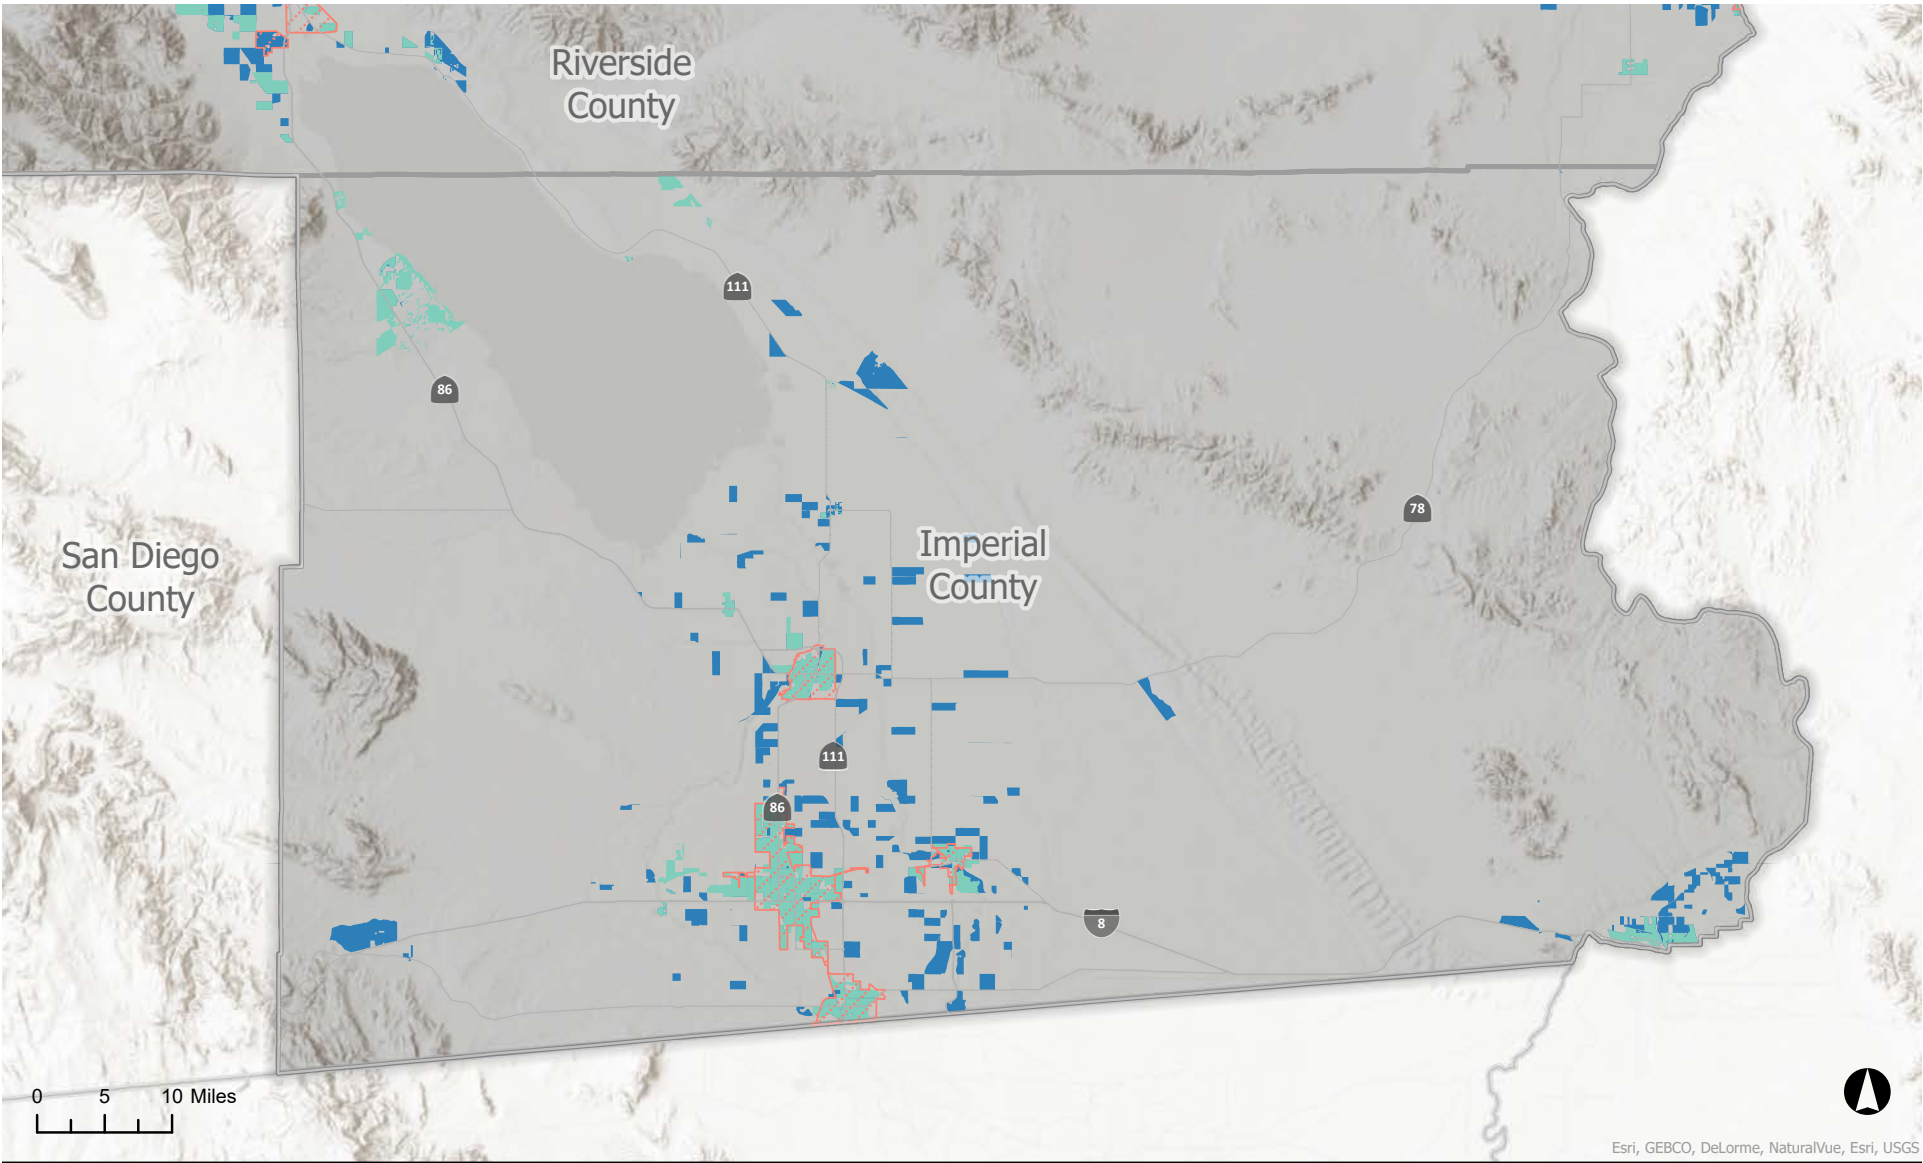 Riverside
County
111
86
78
Imperial
County
San Diego
County
111
86
8
0 5 10 Miles
Esri, GEBCO, DeLorme, NaturalVue, Esri, USGS